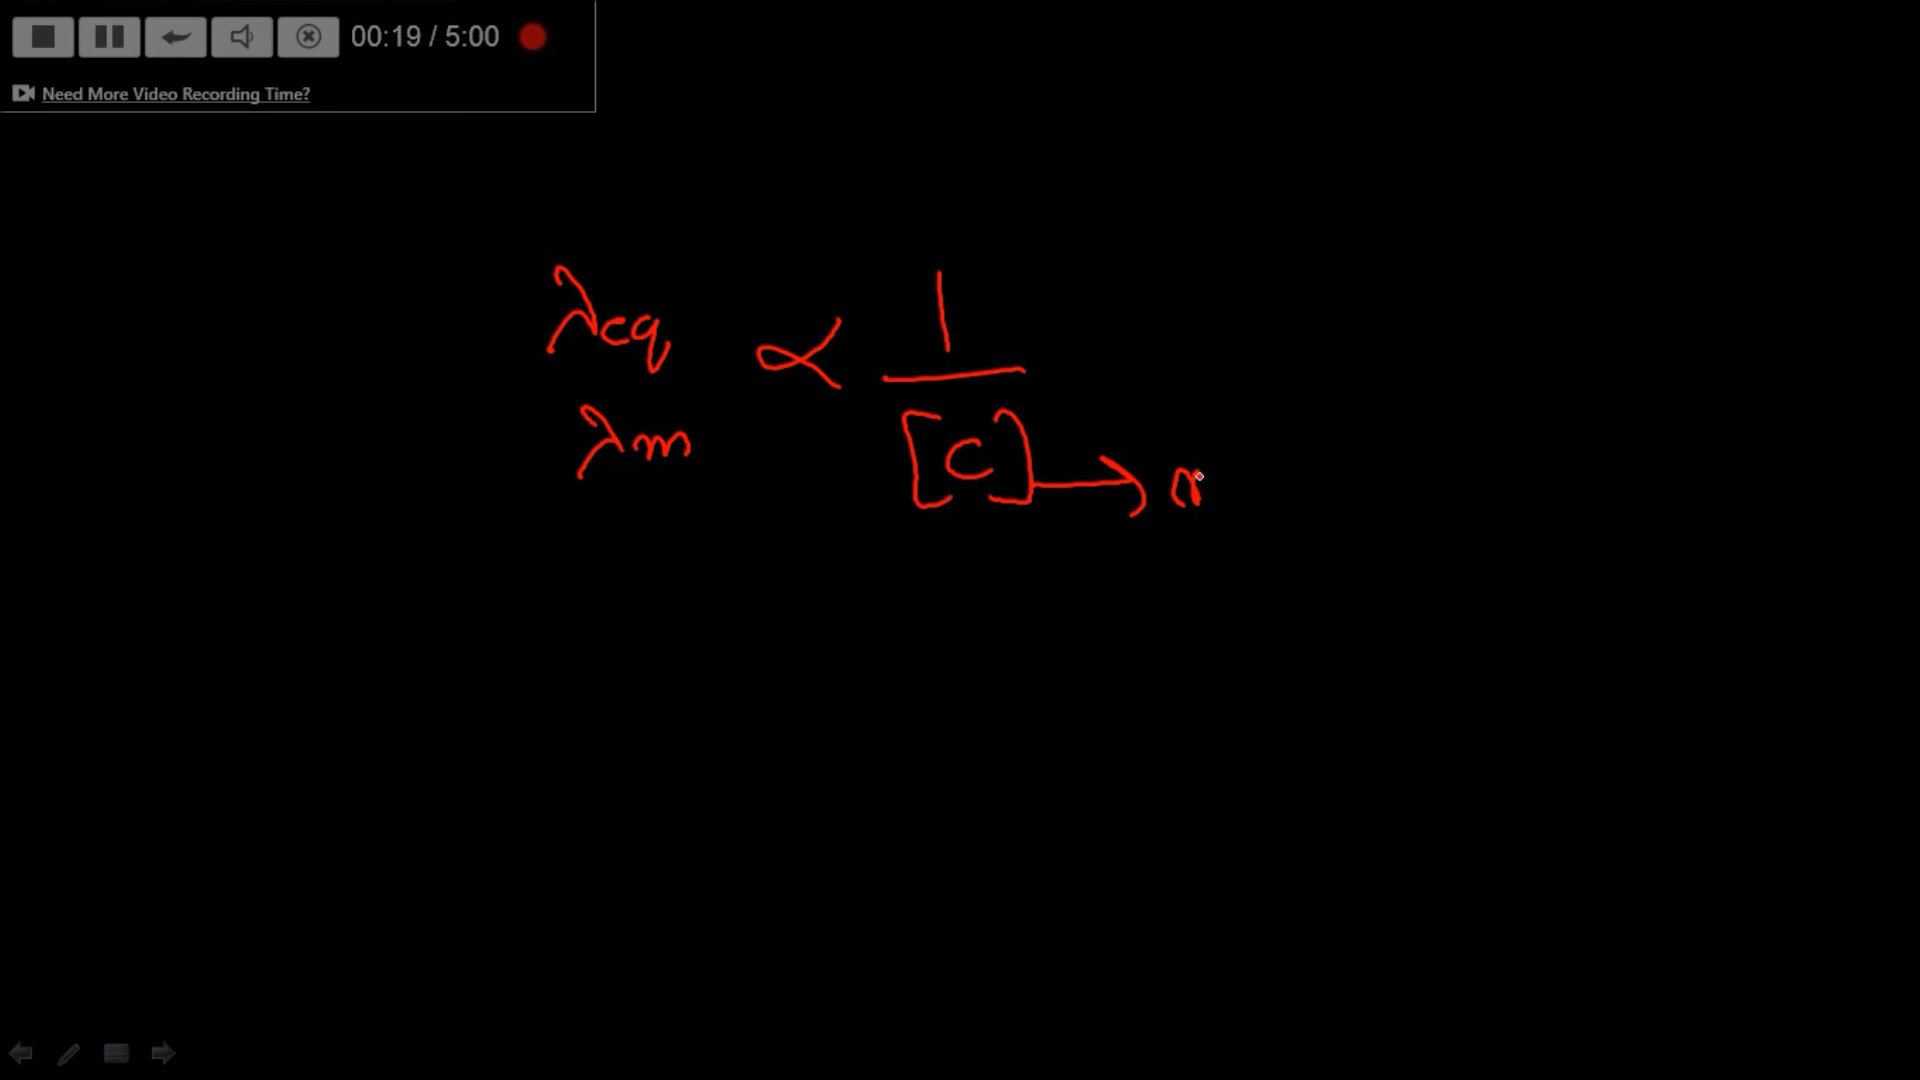 00:19 / 5:00
Need More Video Recording Time?
λeq ∝ 1
λm [C] →